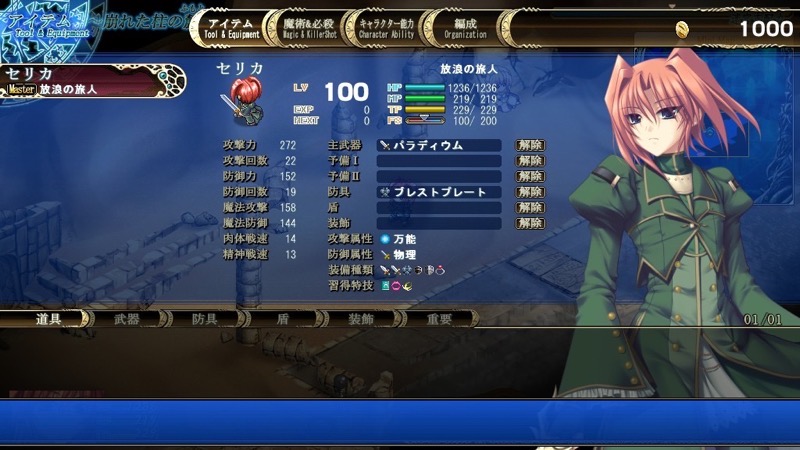 アイテム
Tool & Equipment
崩れた柱の
アイテム
Tool & Equipment
魔術&必殺
Magic & KillerShot
キャラクター能力
Character Ability
編成
Organization
1000
セリカ
Master 放浪の旅人
セリカ
放浪の旅人
LV 100
EXP 0
NEXT 0
HP 1236/1236
MP 219/ 219
TP 229/ 229
FS 100/ 200
攻撃力 272
攻撃回数 22
防御力 152
防御回数 19
魔法攻撃 158
魔法防御 144
肉体戦速 14
精神戦速 13
主武器 パラディウム 解除
予備Ⅰ 解除
予備Ⅱ 解除
防具 ブレストプレート 解除
盾 解除
装飾 解除
攻撃属性 万能
防御属性 物理
装備種類
習得特技
道具 武器 防具 盾 装飾 重要 01/01